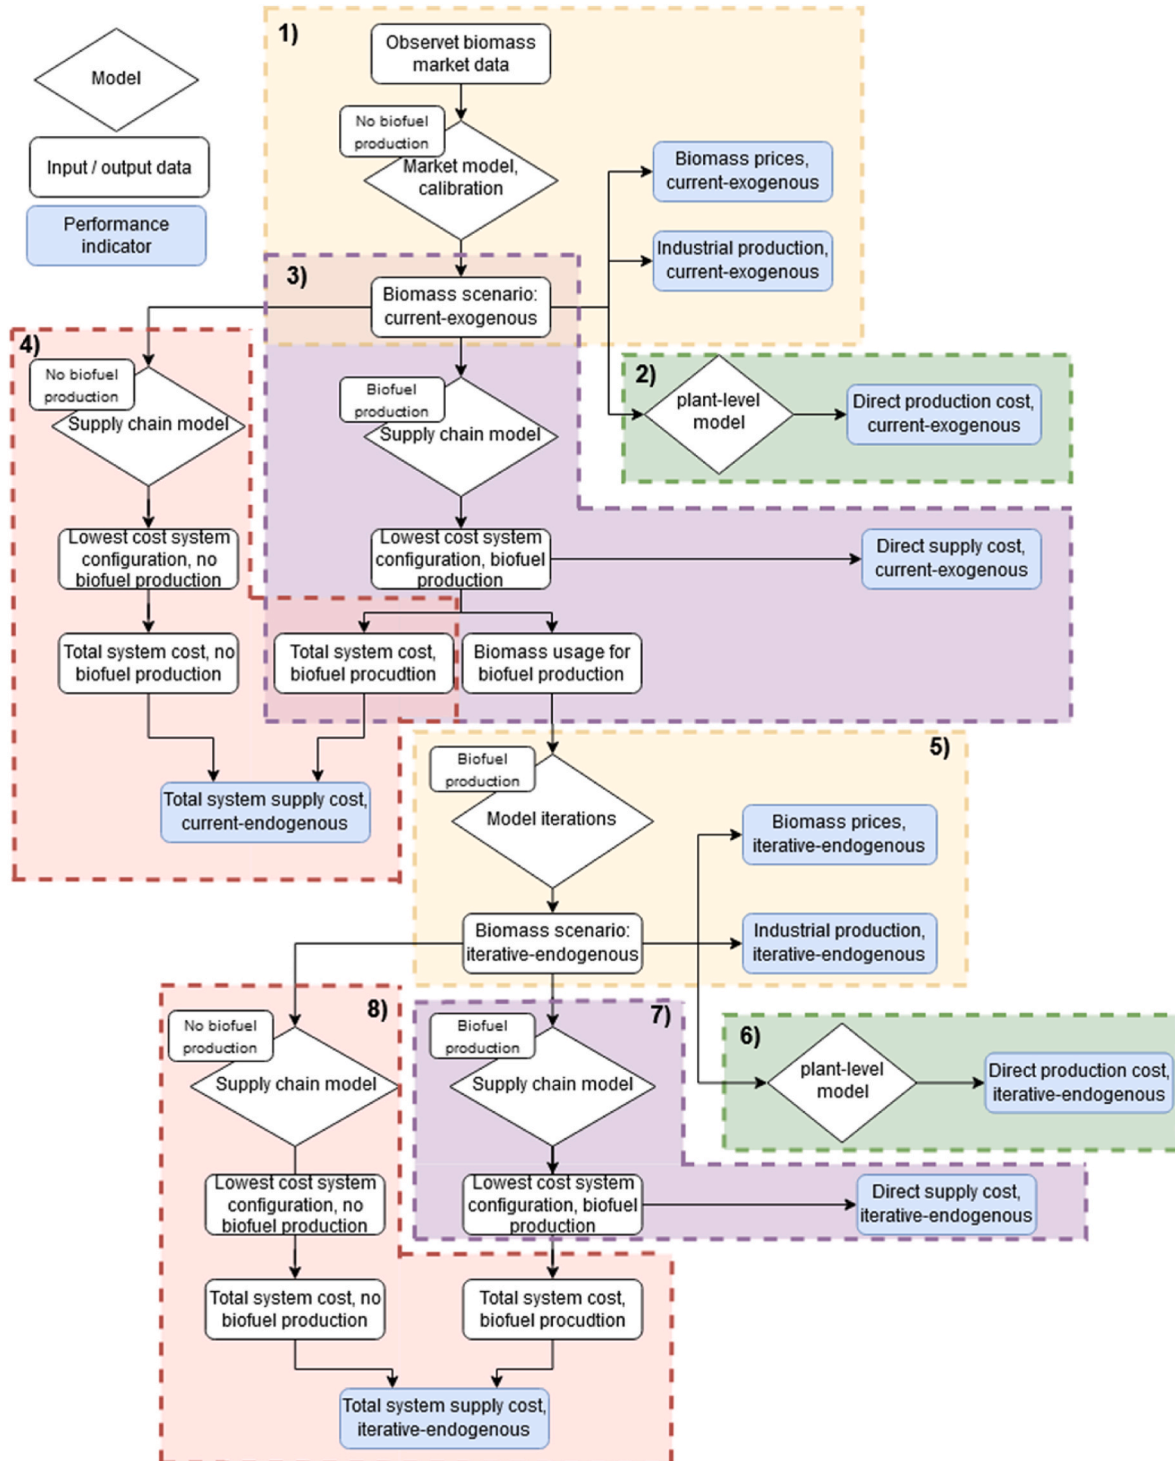 Model
Input / output data
Performance
indicator
1)
Observet biomass
market data
No biofuel
production
Market model,
calibration
Biomass prices,
current-exogenous
Industrial production,
current-exogenous
3)
Biomass scenario:
current-exogenous
4)
No biofuel
production
Supply chain model
Biofuel
production
Supply chain model
2)
plant-level
model
Direct production cost,
current-exogenous
Lowest cost system
configuration, no
biofuel production
Lowest cost system
configuration, biofuel
production
Direct supply cost,
current-exogenous
Total system cost, no
biofuel production
Total system cost,
biofuel procudtion
Biomass usage for
biofuel production
Total system supply cost,
current-endogenous
5)
Biofuel
production
Model iterations
Biomass prices,
iterative-endogenous
Biomass scenario:
iterative-endogenous
Industrial production,
iterative-endogenous
8)
No biofuel
production
Supply chain model
7)
Biofuel
production
Supply chain model
6)
plant-level
model
Direct production cost,
iterative-endogenous
Lowest cost system
configuration, no
biofuel production
Lowest cost system
configuration, biofuel
production
Direct supply cost,
iterative-endogenous
Total system cost, no
biofuel production
Total system cost,
biofuel procudtion
Total system supply cost,
iterative-endogenous